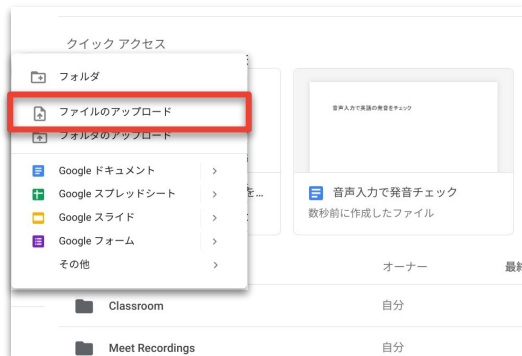 クイック アクセス
フォルダ
ファイルのアップロード
フォルダのアップロード
Google ドキュメント
Google スプレッドシート
Google スライド
Google フォーム
その他
音声入力で英語の発音をチェック
を...
音声入力で発音チェック
数秒前に作成したファイル
オーナー
最終
Classroom
自分
Meet Recordings
自分